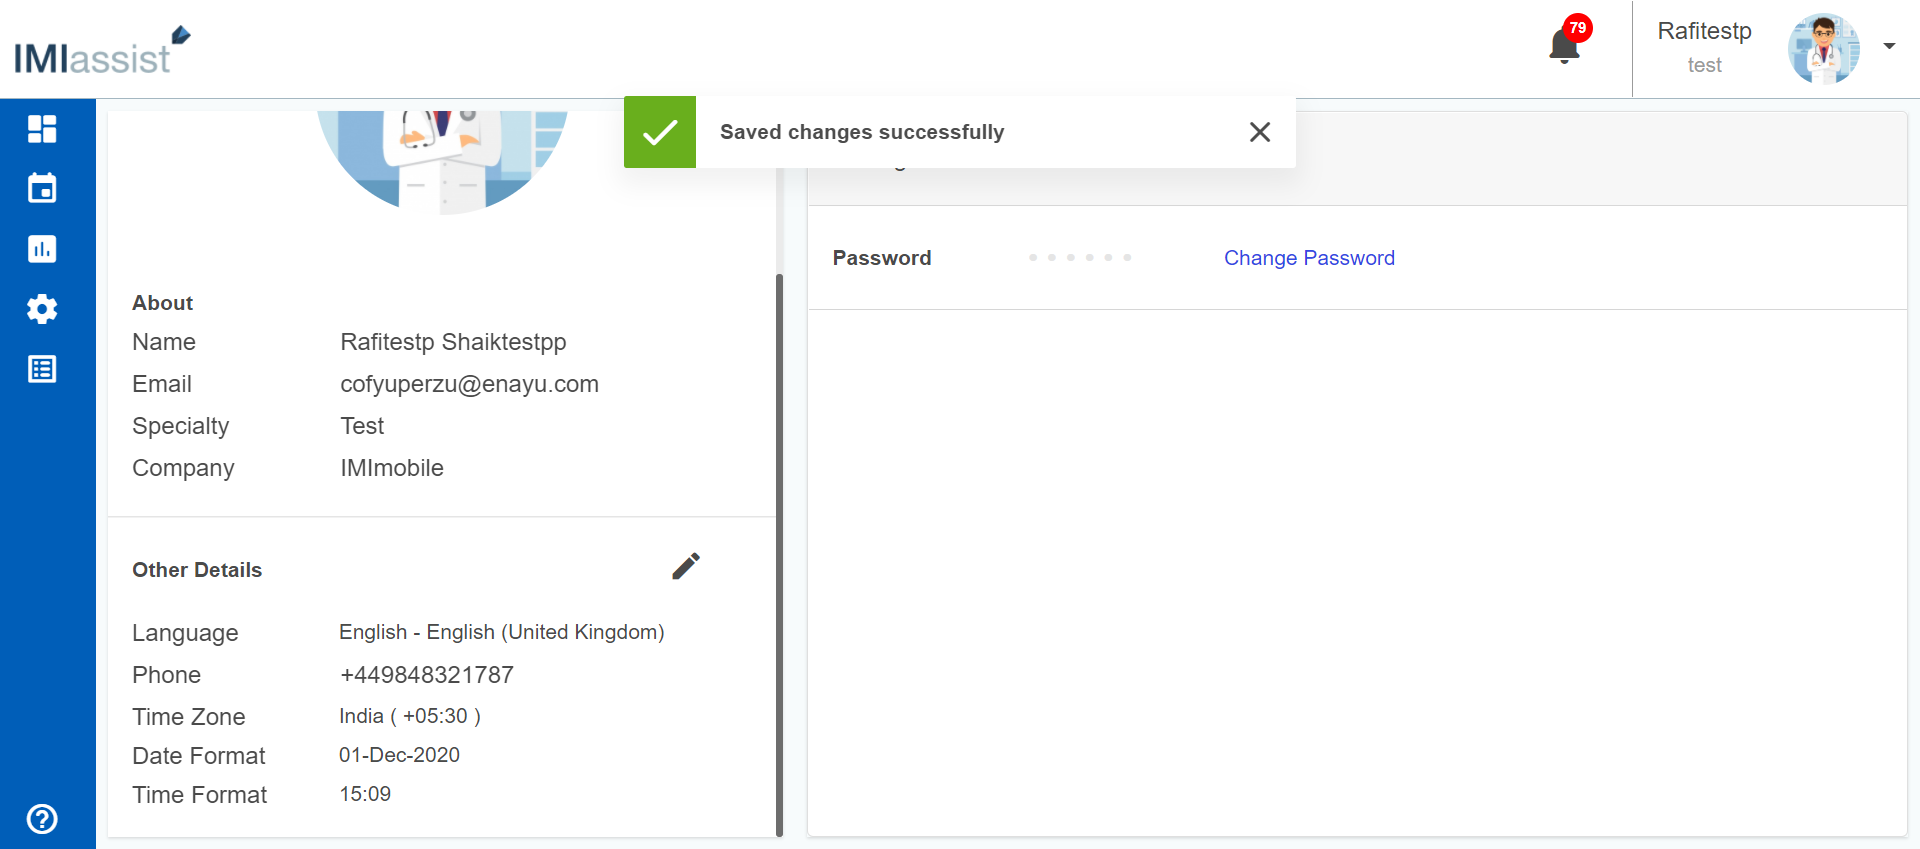 IMIassist
79
Rafitestp
test
Saved changes successfully
Password
Change Password
About
Name Rafitestp Shaiktestpp
Email cofyuperzu@enayu.com
Specialty Test
Company IMImobile
Other Details
Language English - English (United Kingdom)
Phone +449848321787
Time Zone India ( +05:30 )
Date Format 01-Dec-2020
Time Format 15:09